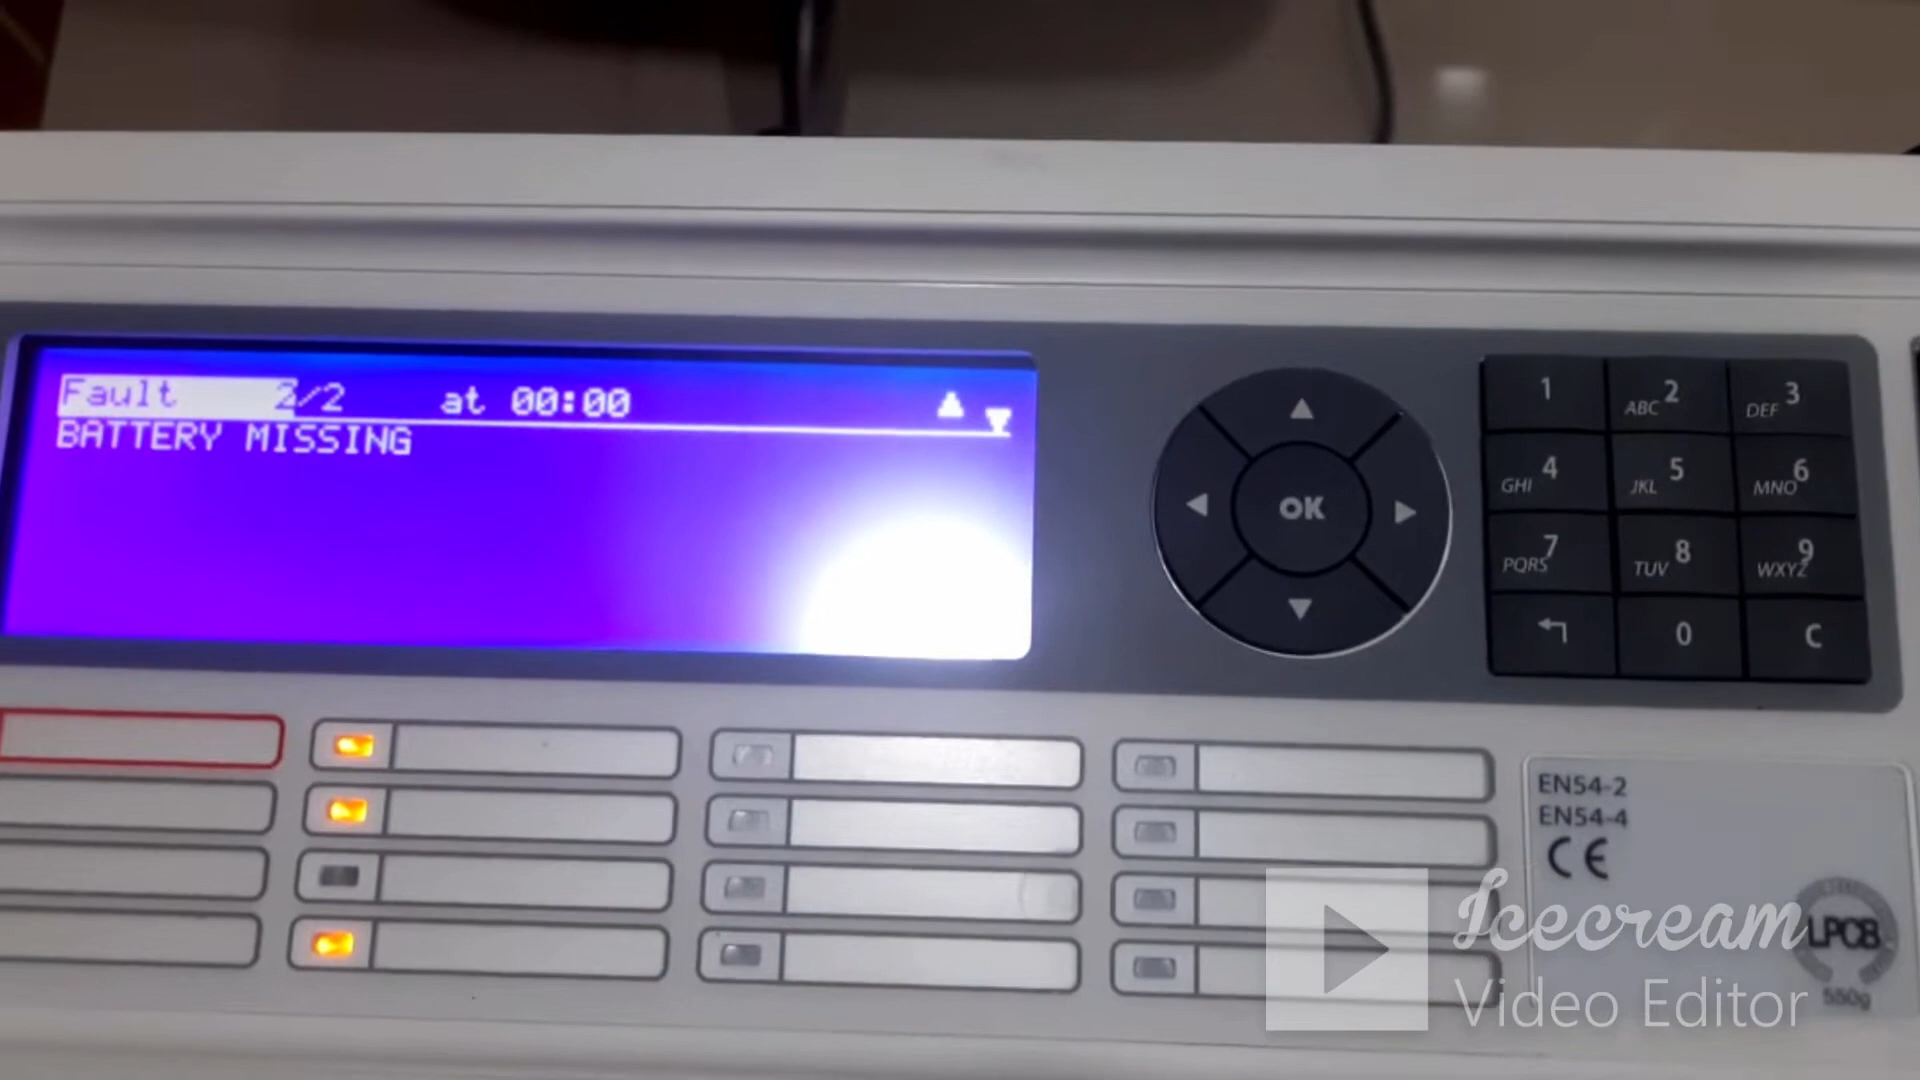 Fault 2/2 at 00:00
BATTERY MISSING
OK
1
ABC 2
DEF 3
GHI 4
JKL 5
MNO 6
PQRS 7
TUV 8
WXYZ 9
0
C
EN54-2
EN54-4
CE
LPCB
550g
Icecream
Video Editor